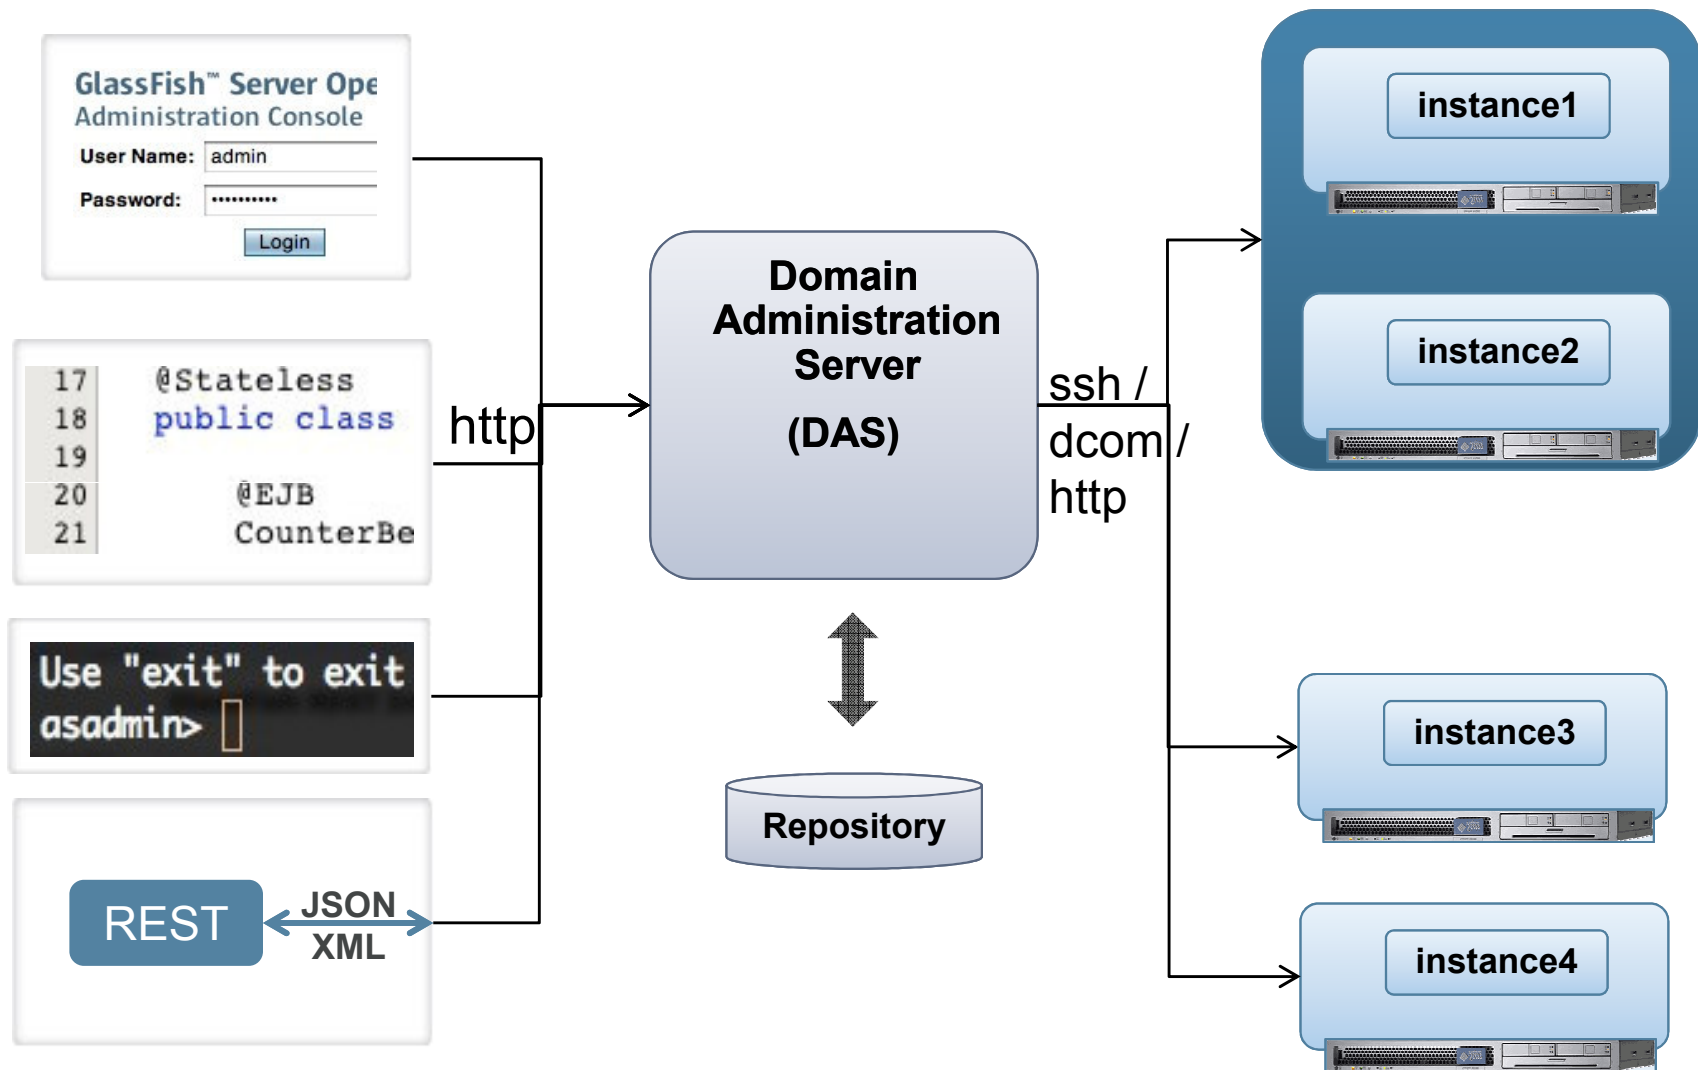 GlassFish™ Server Ope
Administration Console
User Name: admin
Password: ••••••••••
Login
17 @Stateless
18 public class
19
20 @EJB
21 CounterBe
Use "exit" to exit
asadmin>
REST
JSON
XML
http
Domain
Administration
Server
(DAS)
Repository
ssh /
dcom /
http
instance1
instance2
instance3
instance4